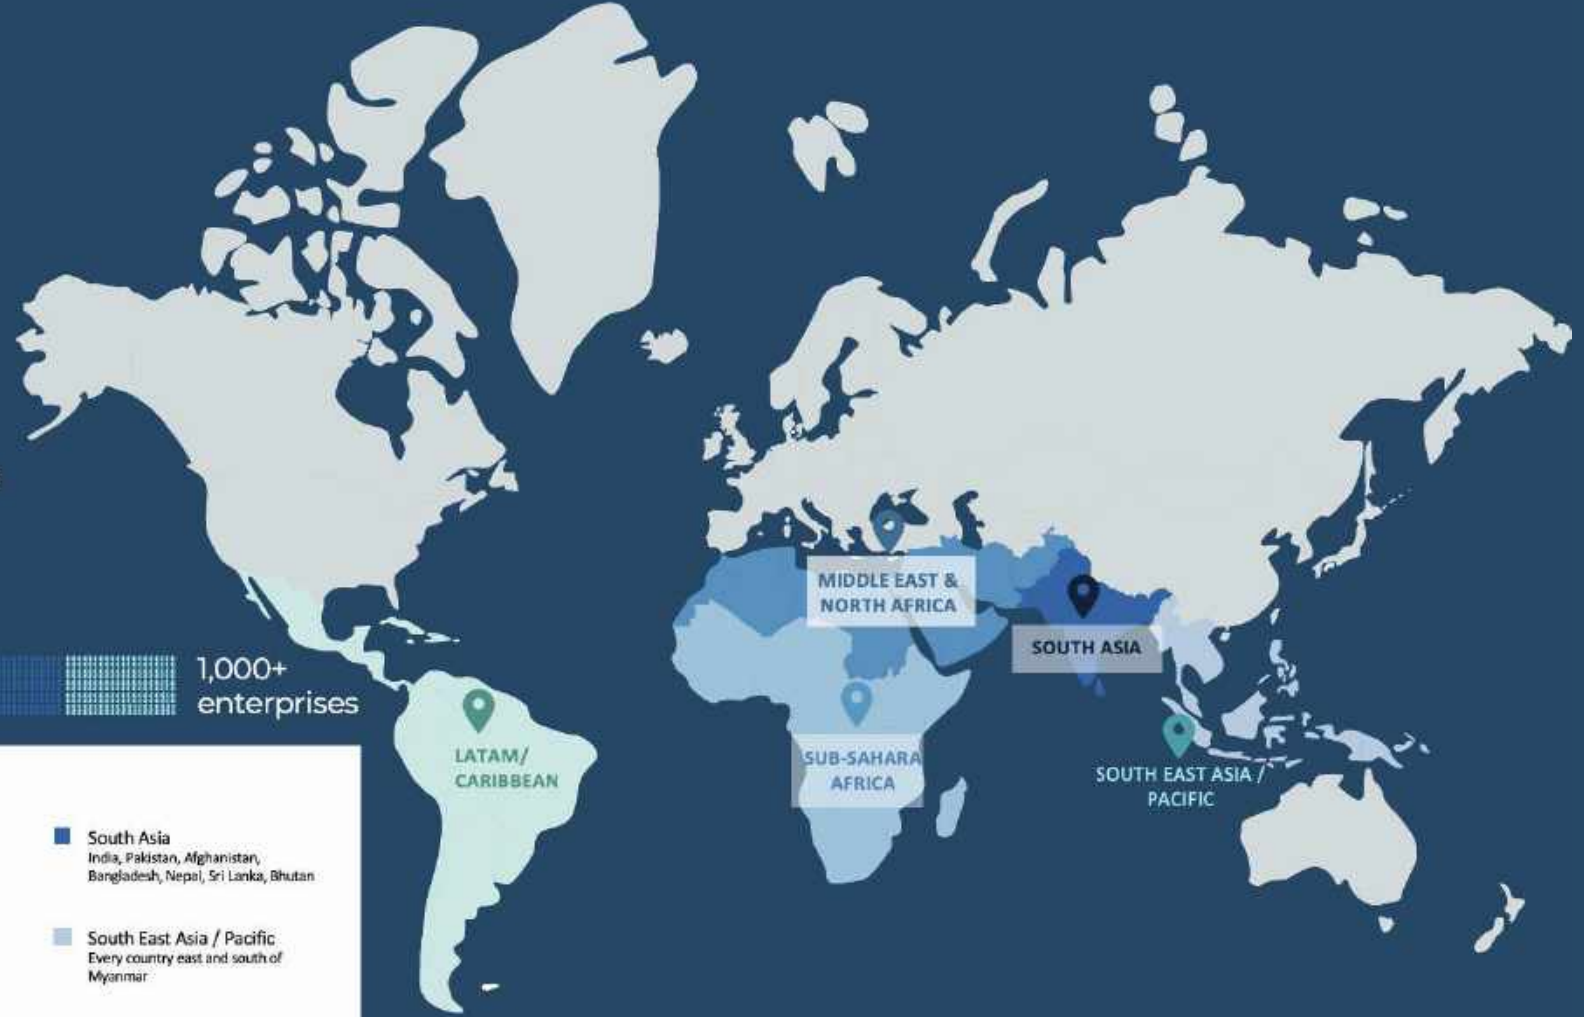 MIDDLE EAST &
NORTH AFRICA
SOUTH ASIA
1,000+
enterprises
LATAM/
CARIBBEAN
SUB-SAHARA
AFRICA
SOUTH EAST ASIA /
PACIFIC
South Asia
India, Pakistan, Afghanistan,
Bangladesh, Nepal, Sri Lanka, Bhutan
South East Asia / Pacific
Every country east and south of
Myanmar